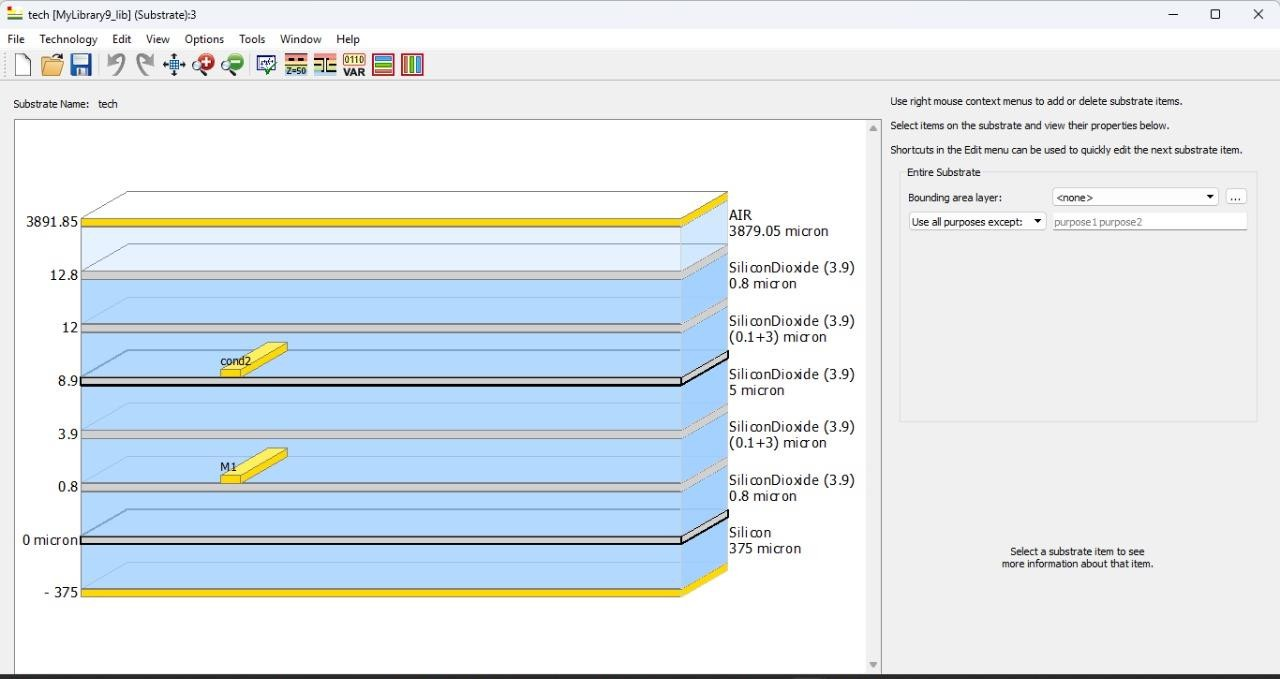 tech [MyLibrary9_lib] (Substrate):3
File Technology Edit View Options Tools Window Help
Z=50
0110
VAR
Substrate Name: tech
Use right mouse context menus to add or delete substrate items.
Select items on the substrate and view their properties below.
Shortcuts in the Edit menu can be used to quickly edit the next substrate item.
Entire Substrate
Bounding area layer: <none> ...
Use all purposes except: purpose1 purpose2
3891.85
AIR
3879.05 micron
12.8
SiliconDioxide (3.9)
0.8 micron
12
SiliconDioxide (3.9)
(0.1+3) micron
cond2
8.9
SiliconDioxide (3.9)
5 micron
3.9
SiliconDioxide (3.9)
(0.1+3) micron
M1
0.8
SiliconDioxide (3.9)
0.8 micron
0 micron
Silicon
375 micron
- 375
Select a substrate item to see
more information about that item.